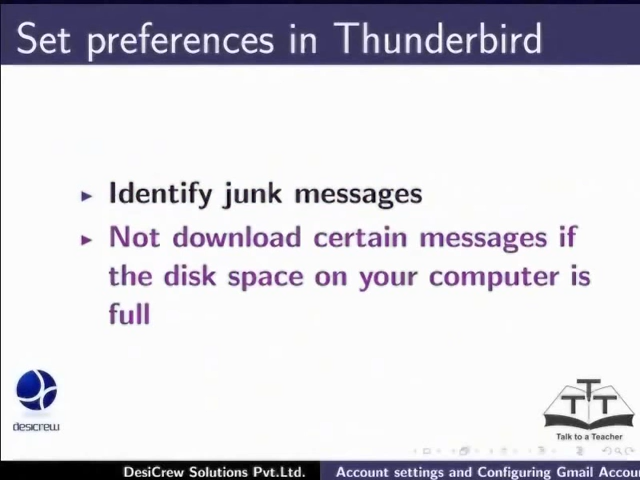 Set preferences in Thunderbird
Identify junk messages
Not download certain messages if
the disk space on your computer is
full
desicrew
TTT
Talk to a Teacher
DesiCrew Solutions Pvt.Ltd.
Account settings and Configuring Gmail Accou